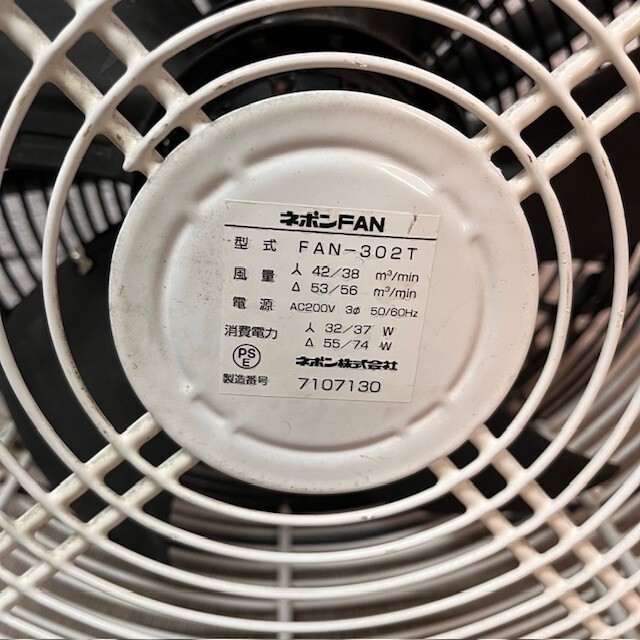 ネポンFAN
型式 FAN-302T
風量 人 42/38 m³/min
Δ 53/56 m³/min
電源 AC200V 3φ 50/60Hz
消費電力 人 32/37 W
Δ 55/74 W
PSE ネポン株式会社
製造番号 7107130